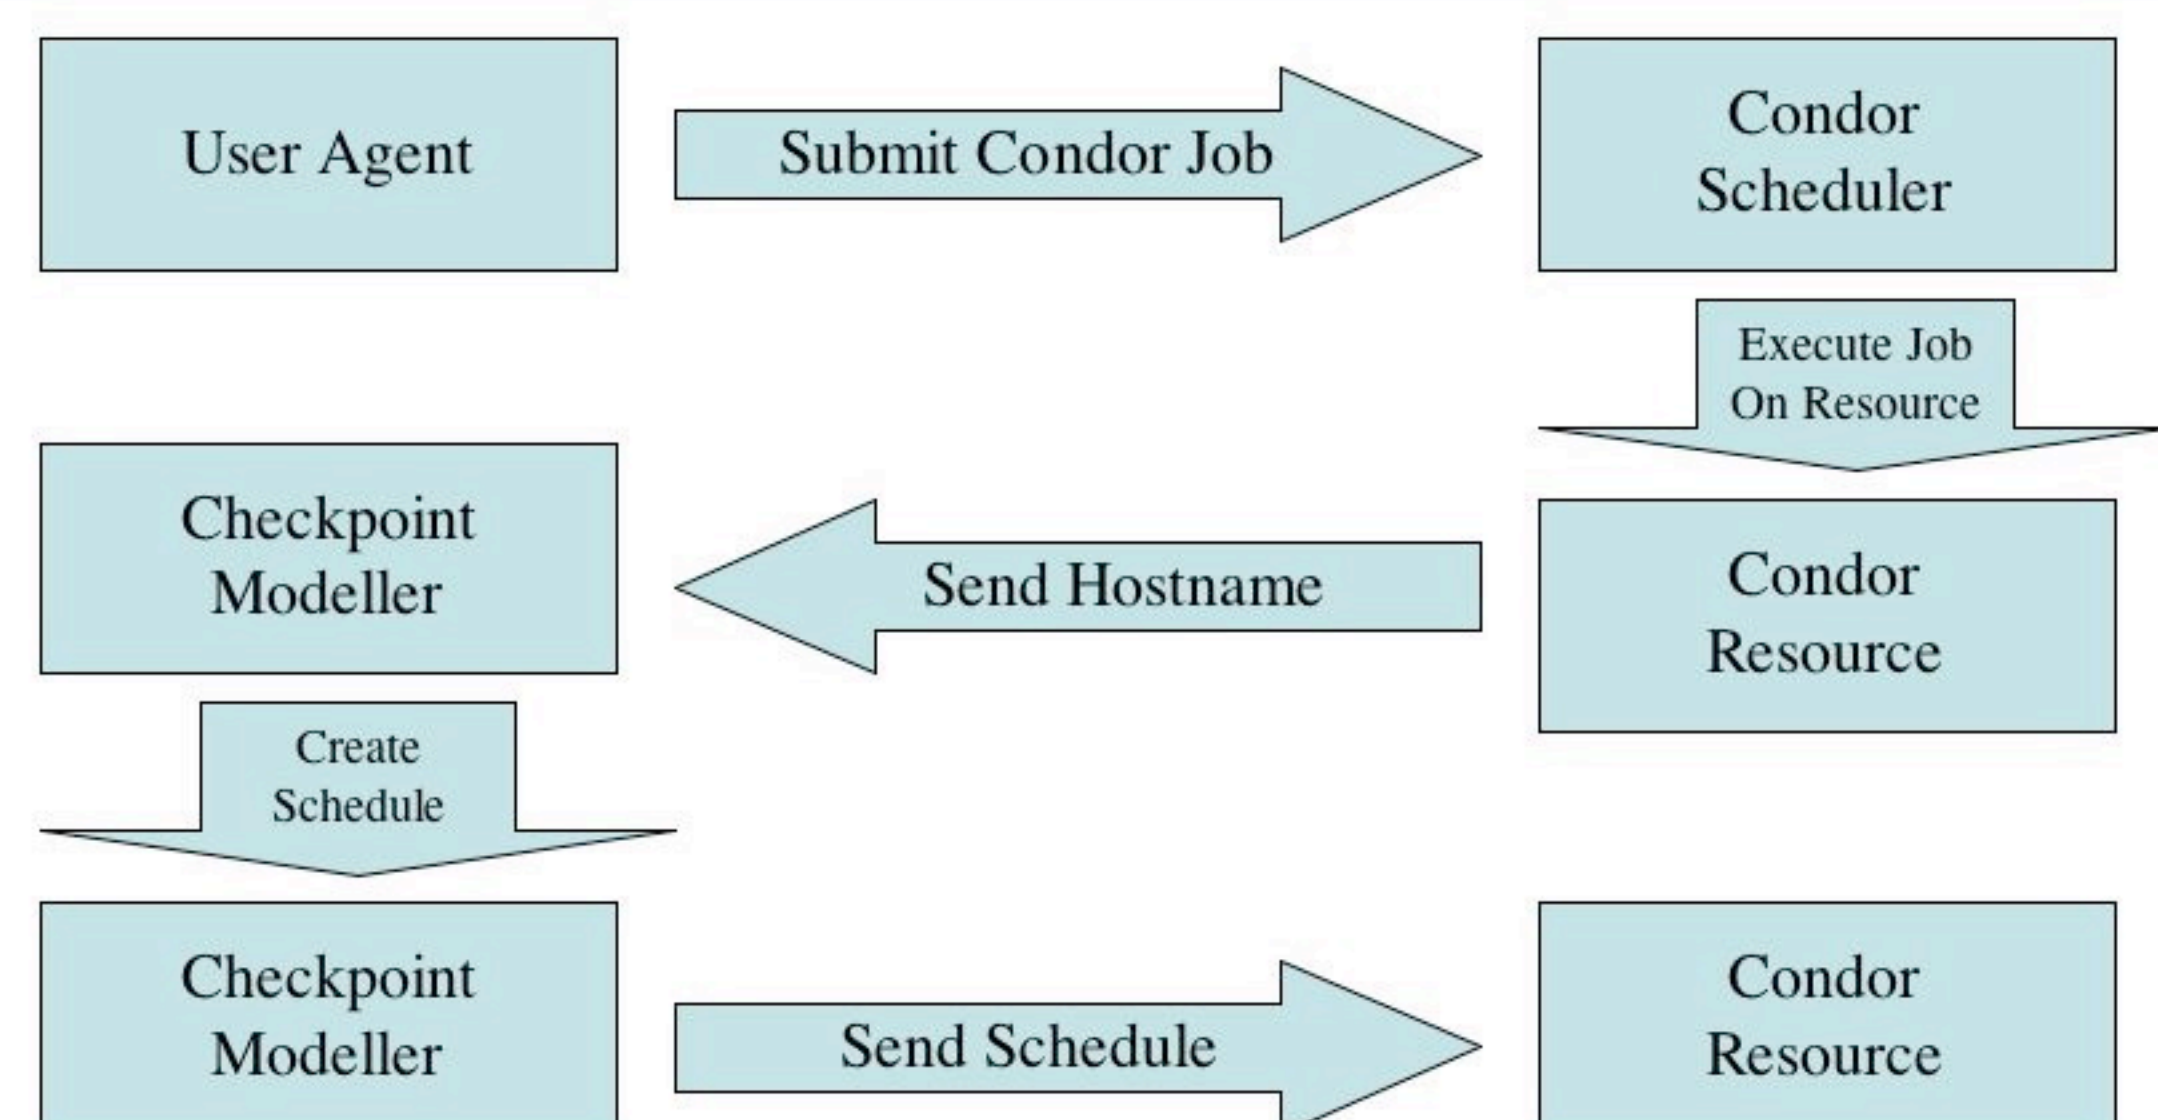 User Agent
Submit Condor Job
Condor
Scheduler
Execute Job
On Resource
Condor
Resource
Send Hostname
Checkpoint
Modeller
Create
Schedule
Checkpoint
Modeller
Send Schedule
Condor
Resource